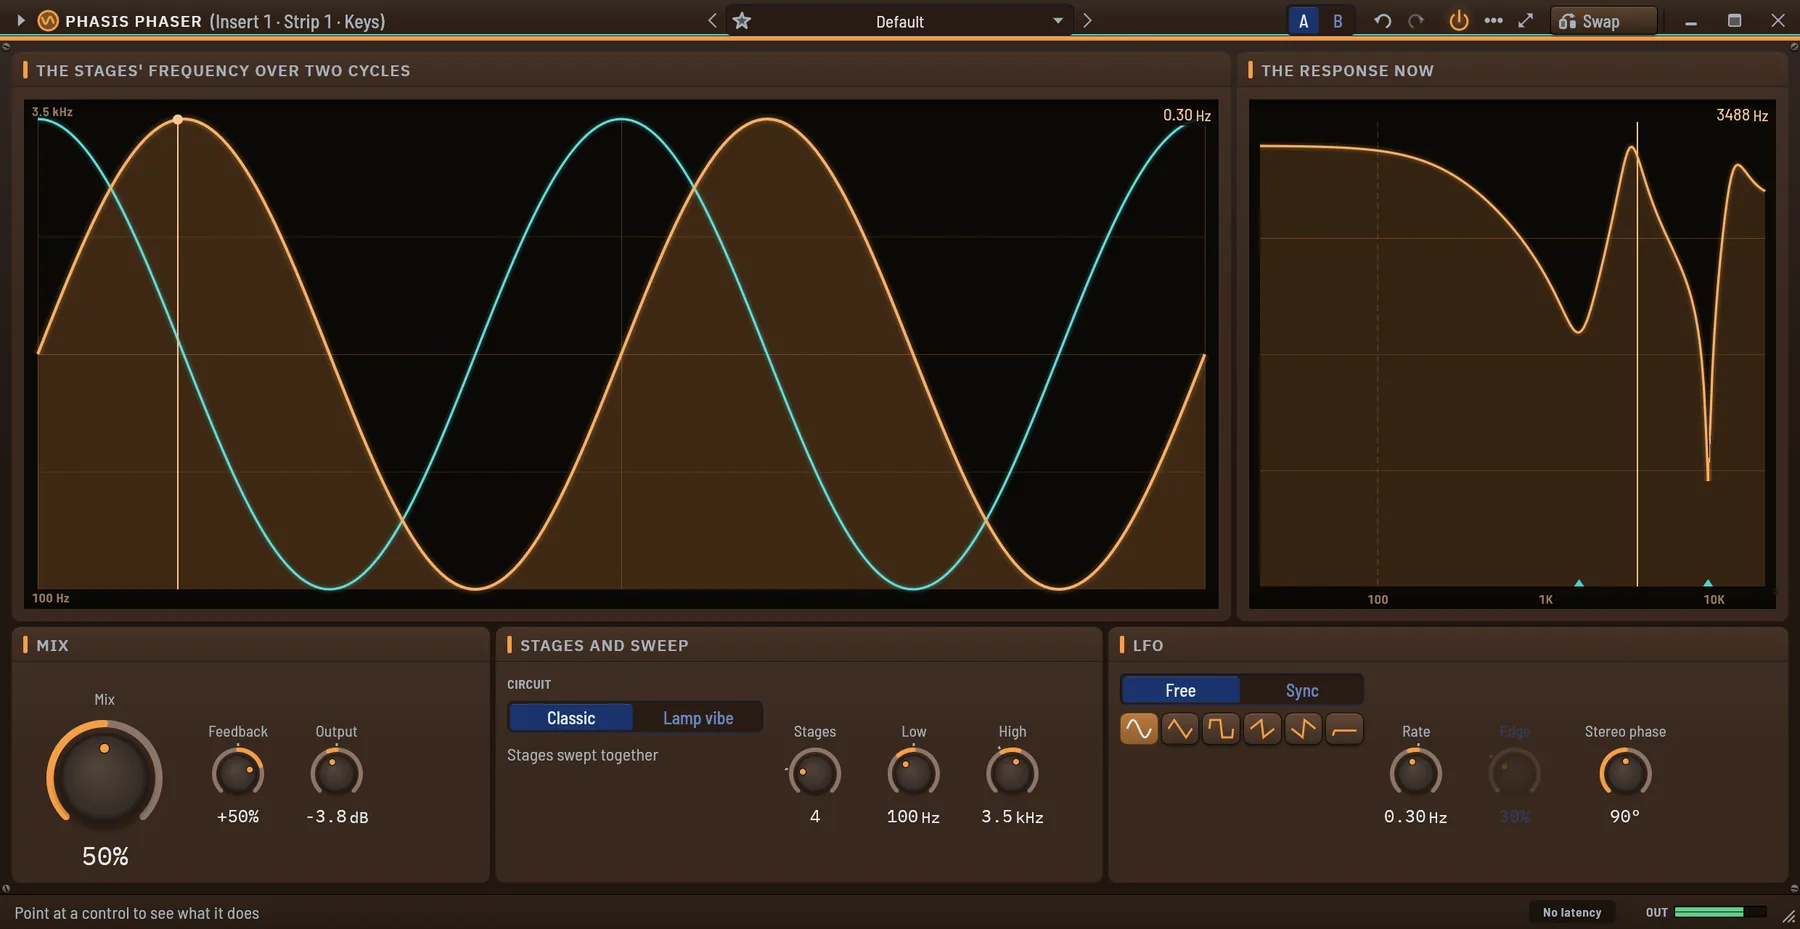 PHASIS PHASER (Insert 1 · Strip 1 · Keys)
Default
A B
Swap
THE STAGES' FREQUENCY OVER TWO CYCLES
3.5 kHz
0.30 Hz
100 Hz
THE RESPONSE NOW
3488 Hz
100 1K 10K
MIX
Mix
50%
Feedback
+50%
Output
-3.8 dB
STAGES AND SWEEP
CIRCUIT
Classic Lamp vibe
Stages swept together
Stages
4
Low
100 Hz
High
3.5 kHz
LFO
Free Sync
Rate
0.30 Hz
Edge
30%
Stereo phase
90°
Point at a control to see what it does
No latency
OUT